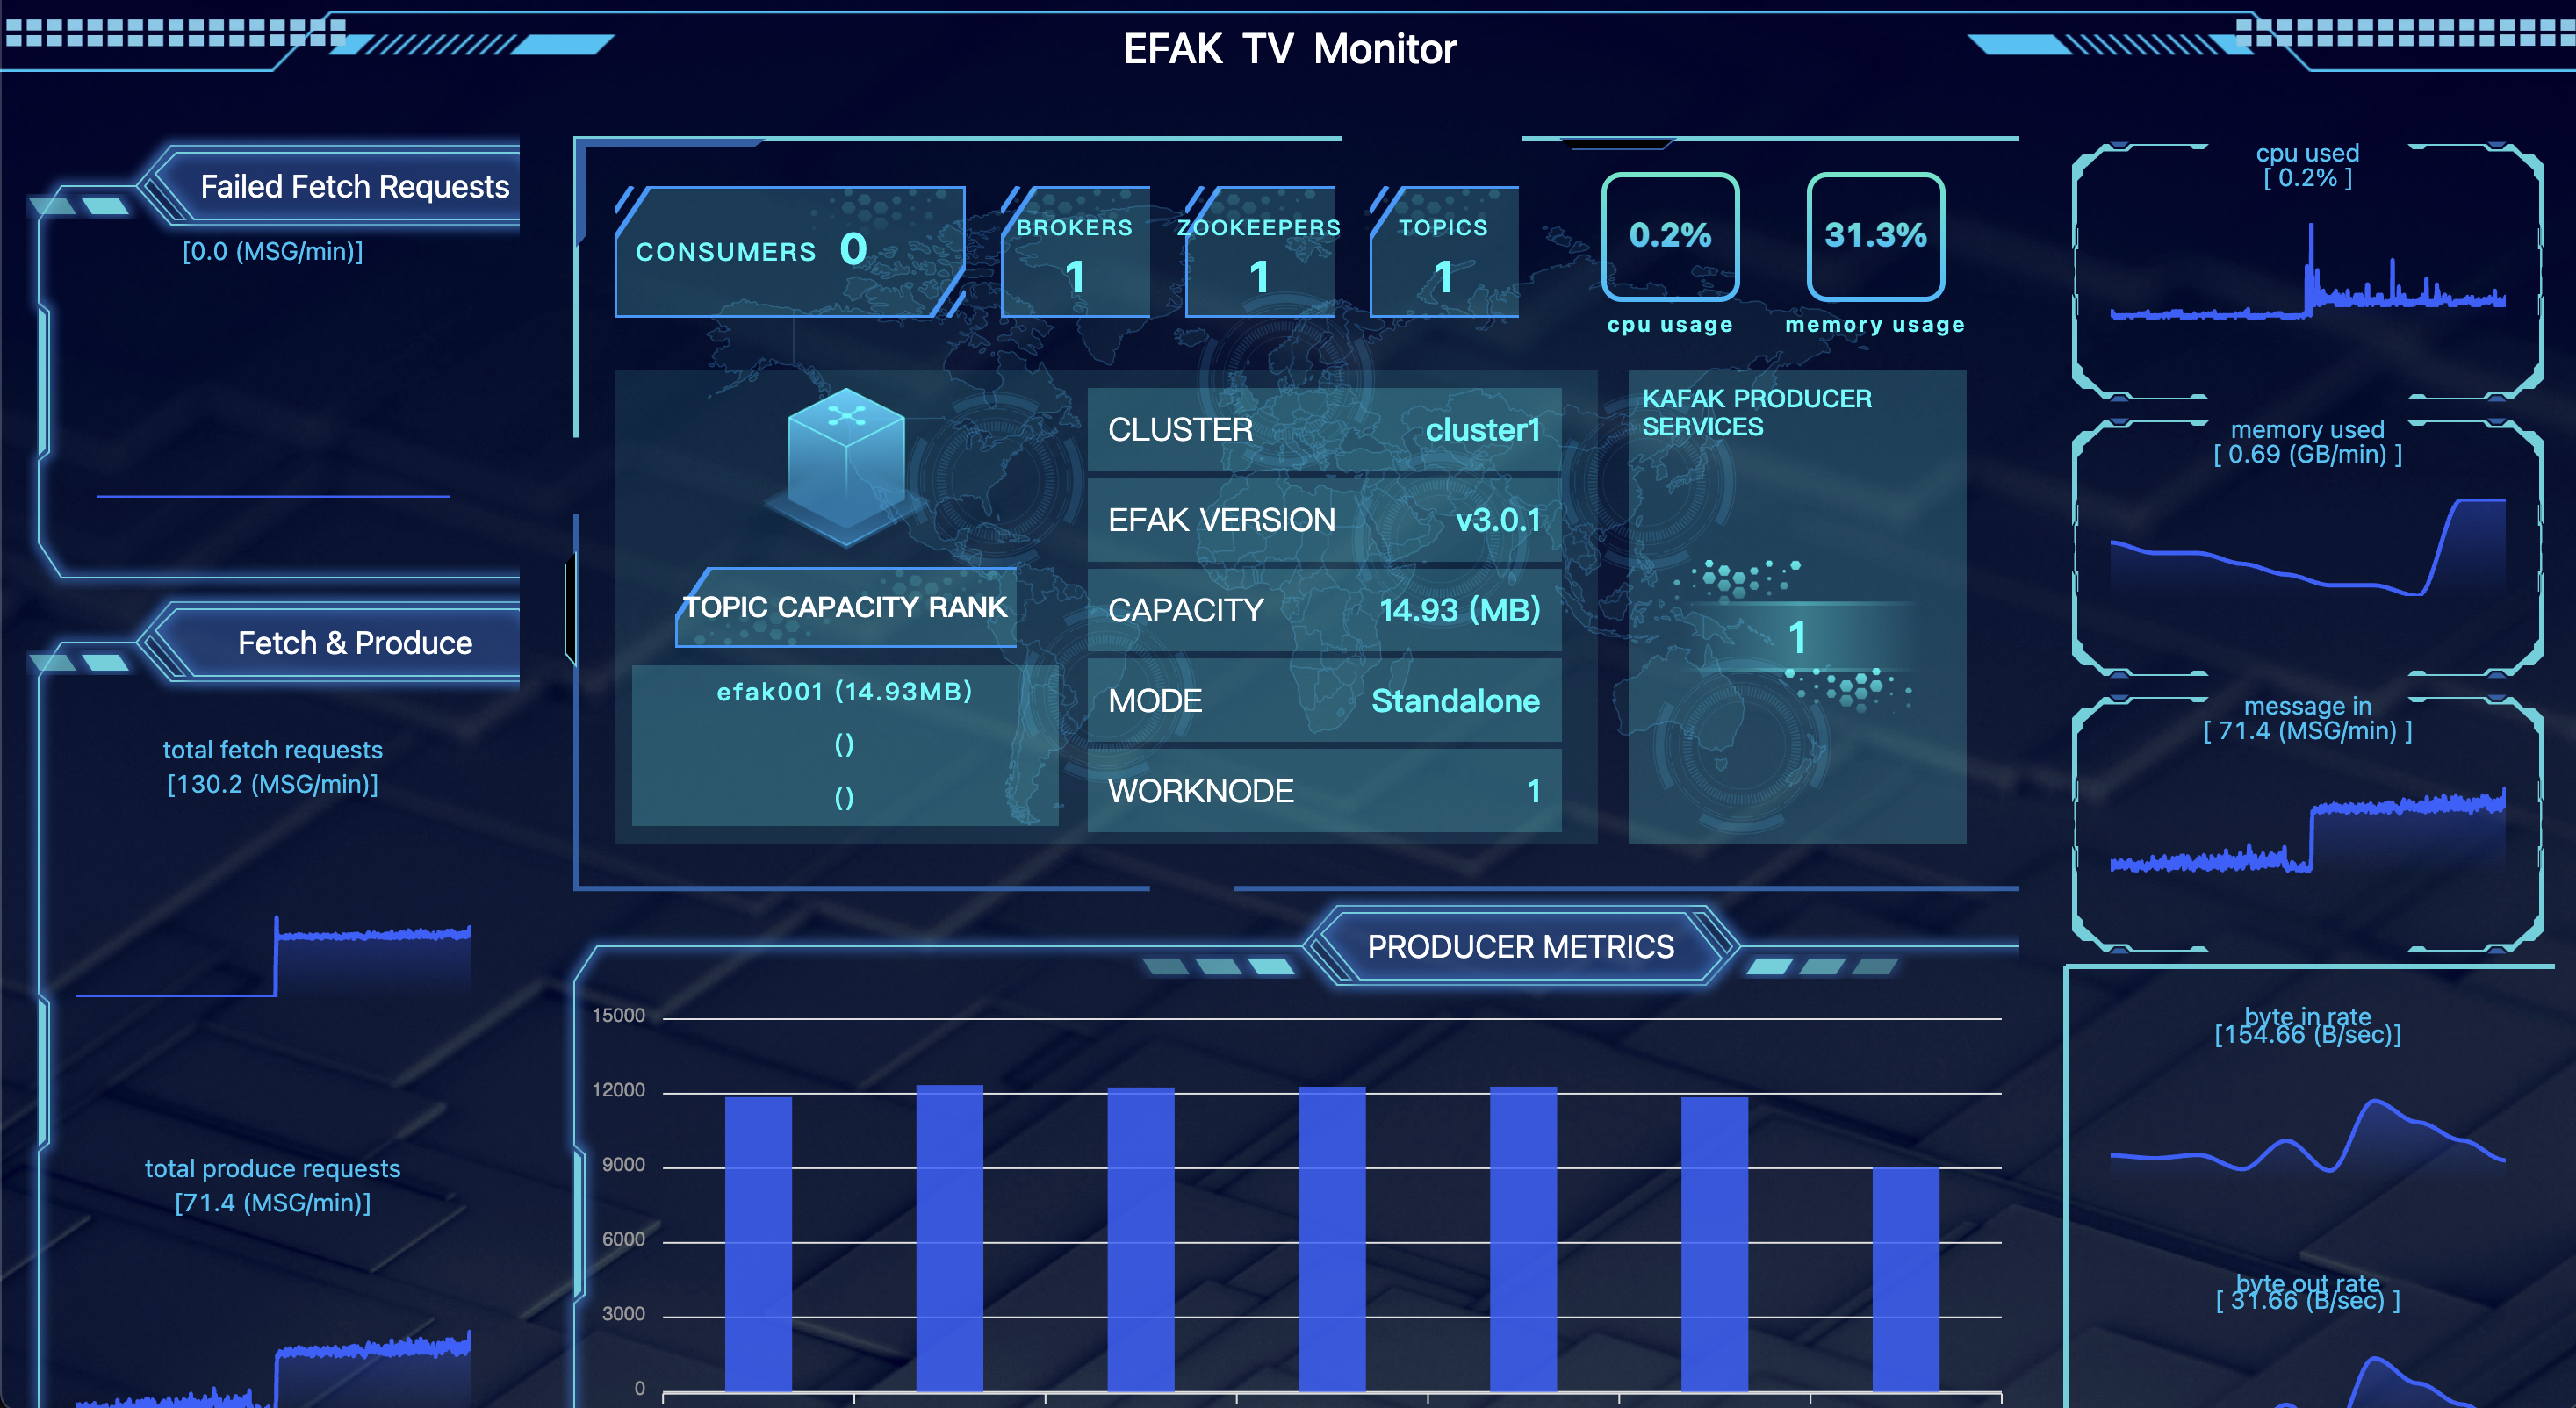 EFAK TV Monitor
Failed Fetch Requests
[0.0 (MSG/min)]
Fetch & Produce
total fetch requests
[130.2 (MSG/min)]
total produce requests
[71.4 (MSG/min)]
CONSUMERS 0
BROKERS
1
ZOOKEEPERS
1
TOPICS
1
0.2%
cpu usage
31.3%
memory usage
TOPIC CAPACITY RANK
efak001 (14.93MB)
()
()
CLUSTER cluster1
EFAK VERSION v3.0.1
CAPACITY 14.93 (MB)
MODE Standalone
WORKNODE 1
KAFAK PRODUCER
SERVICES
1
PRODUCER METRICS
15000
12000
9000
6000
3000
0
cpu used
[ 0.2% ]
memory used
[ 0.69 (GB/min) ]
message in
[ 71.4 (MSG/min) ]
byte in rate
[154.66 (B/sec)]
byte out rate
[ 31.66 (B/sec) ]